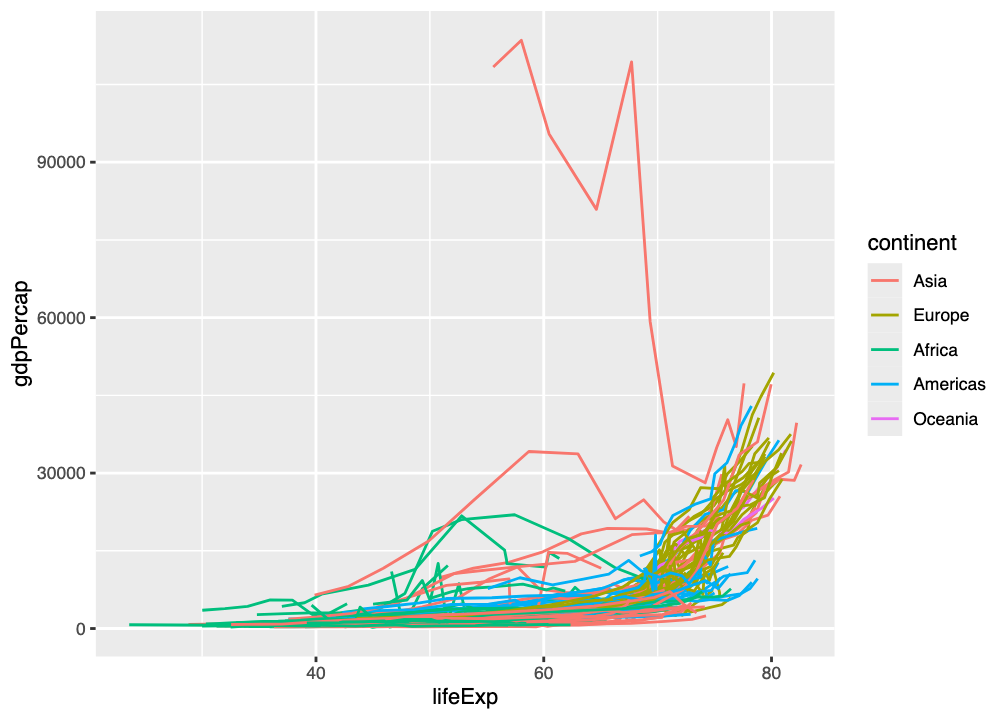 gdpPercap
90000
60000
30000
0
40
60
80
lifeExp
continent
Asia
Europe
Africa
Americas
Oceania